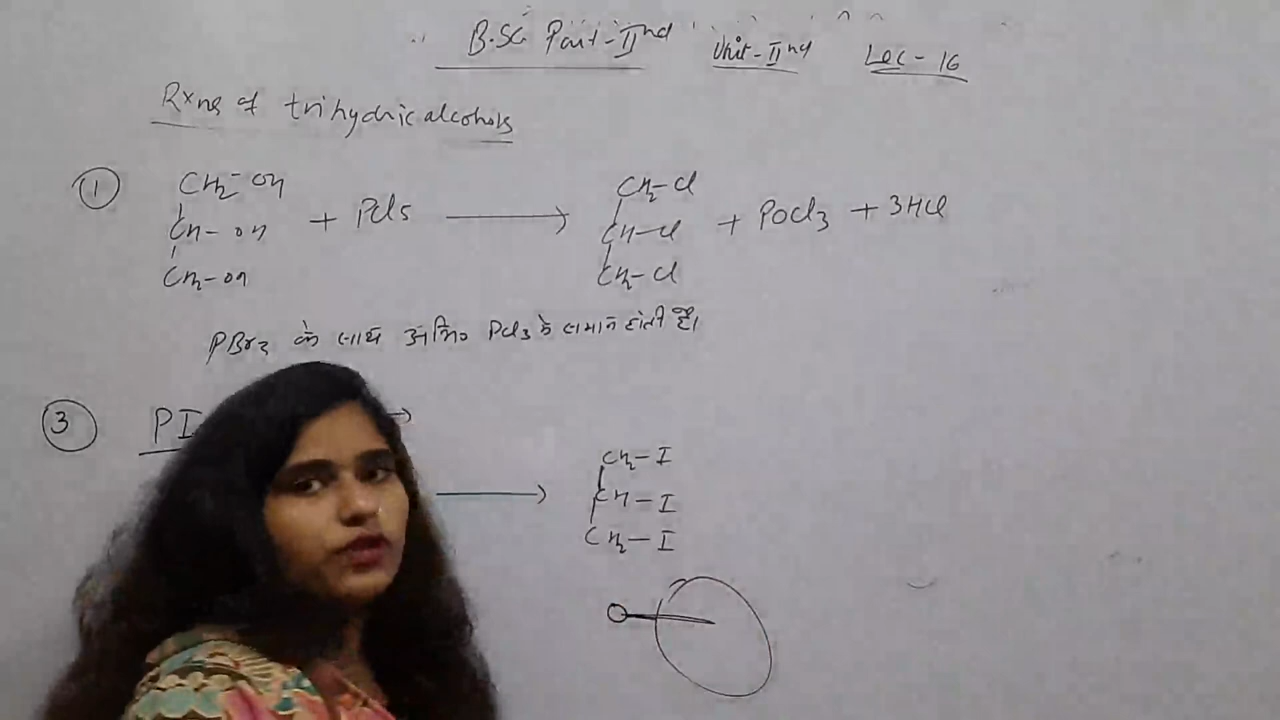 B.SC Part-IInd Unit-IInd Lec-16
Rxns of trihydric alcohols
1 CH2-OH CH2-Cl
CH-OH + PCl5 → CH-Cl + POCl3 + 3HCl
CH2-OH CH2-Cl
PBr3 के साथ अभि० PCl3 के समान होती है।
3 PI →
CH2-I
→ CH-I
CH2-I